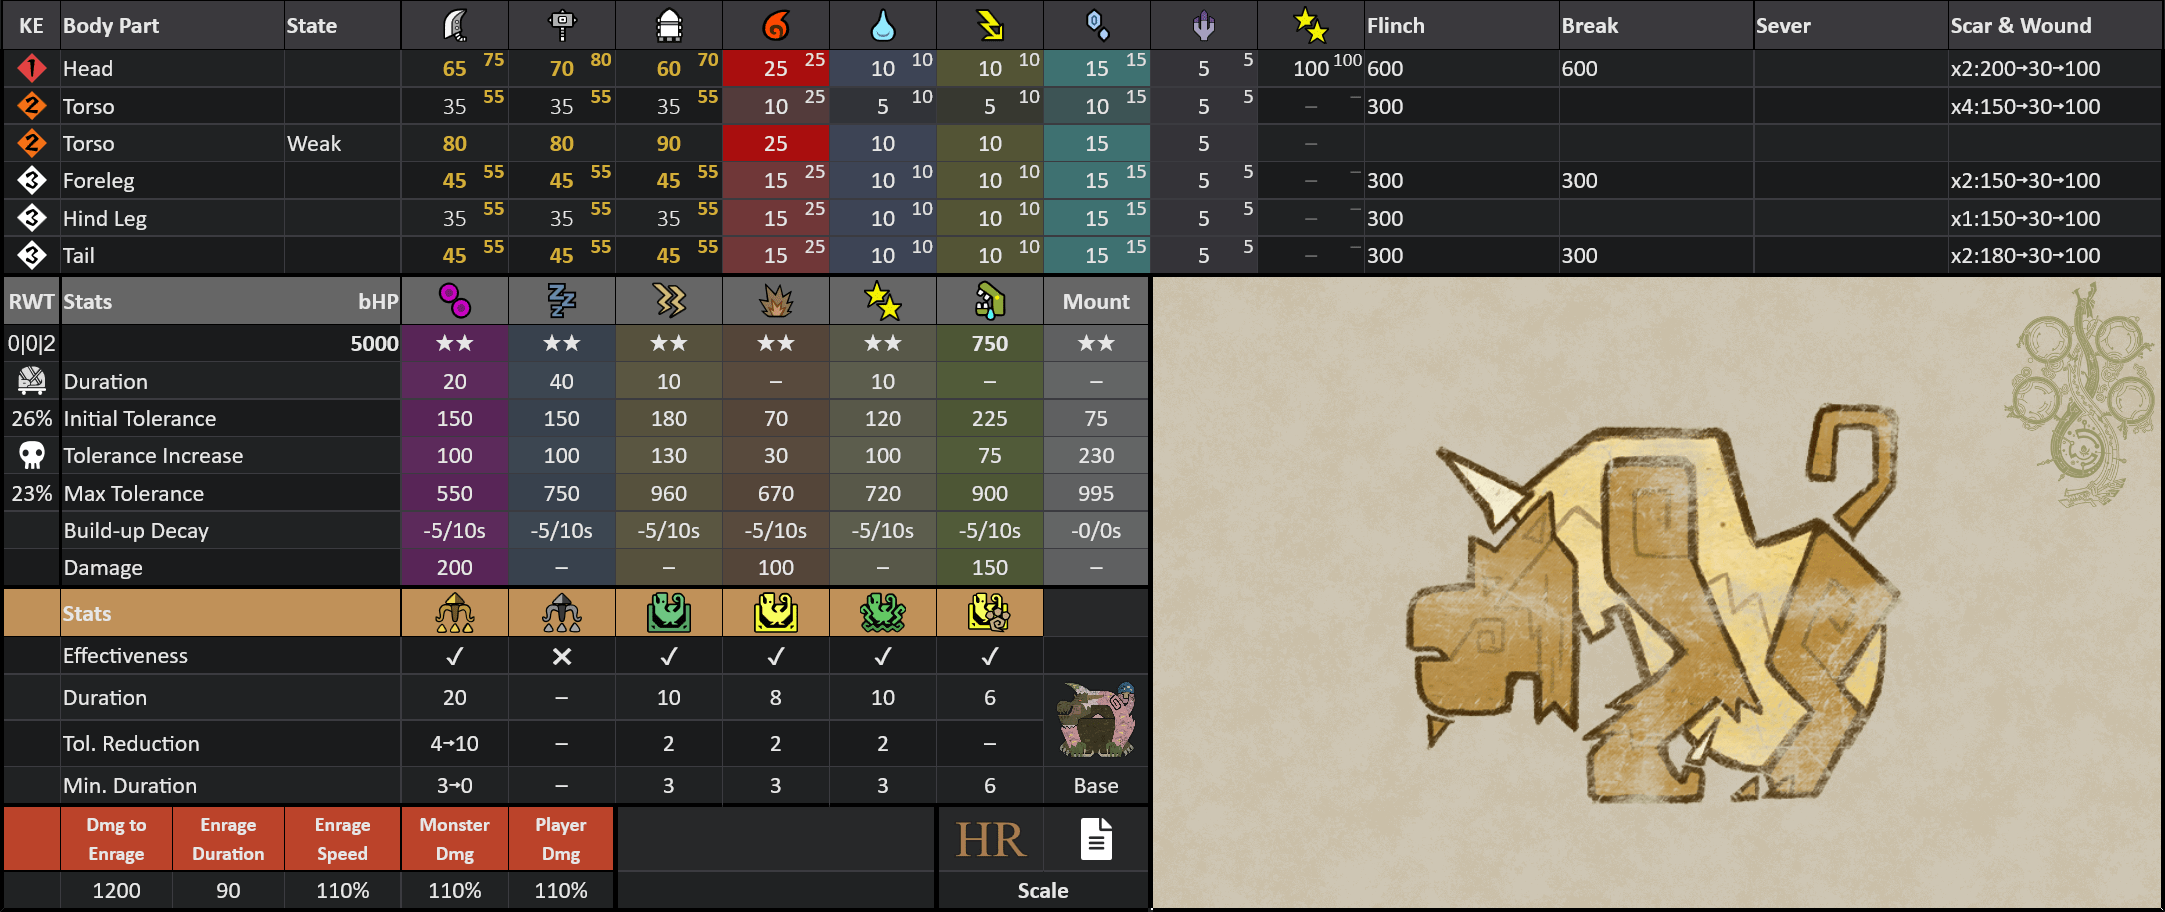 KE Body Part State Flinch Break Sever Scar & Wound
1 Head 65 75 70 80 60 70 25 25 10 10 10 10 15 15 5 5 100 100 600 600 x2:200→30→100
2 Torso 35 55 35 55 35 55 10 25 5 10 5 10 10 15 5 5 – – 300 x4:150→30→100
2 Torso Weak 80 80 90 25 10 10 15 5 –
3 Foreleg 45 55 45 55 45 55 15 25 10 10 10 10 15 15 5 5 – – 300 300 x2:150→30→100
3 Hind Leg 35 55 35 55 35 55 15 25 10 10 10 10 15 15 5 5 – – 300 x1:150→30→100
3 Tail 45 55 45 55 45 55 15 25 10 10 10 10 15 15 5 5 – – 300 300 x2:180→30→100
RWT Stats bHP Mount
0|0|2 5000 ★★ ★★ ★★ ★★ ★★ 750 ★★
Duration 20 40 10 – 10 – –
26% Initial Tolerance 150 150 180 70 120 225 75
Tolerance Increase 100 100 130 30 100 75 230
23% Max Tolerance 550 750 960 670 720 900 995
Build-up Decay -5/10s -5/10s -5/10s -5/10s -5/10s -5/10s -0/0s
Damage 200 – – 100 – 150 –
Stats
Effectiveness ✓ ✕ ✓ ✓ ✓ ✓
Duration 20 – 10 8 10 6
Tol. Reduction 4→10 – 2 2 2 –
Min. Duration 3→0 – 3 3 3 6 Base
Dmg to Enrage Enrage Duration Enrage Speed Monster Dmg Player Dmg HR
1200 90 110% 110% 110% Scale